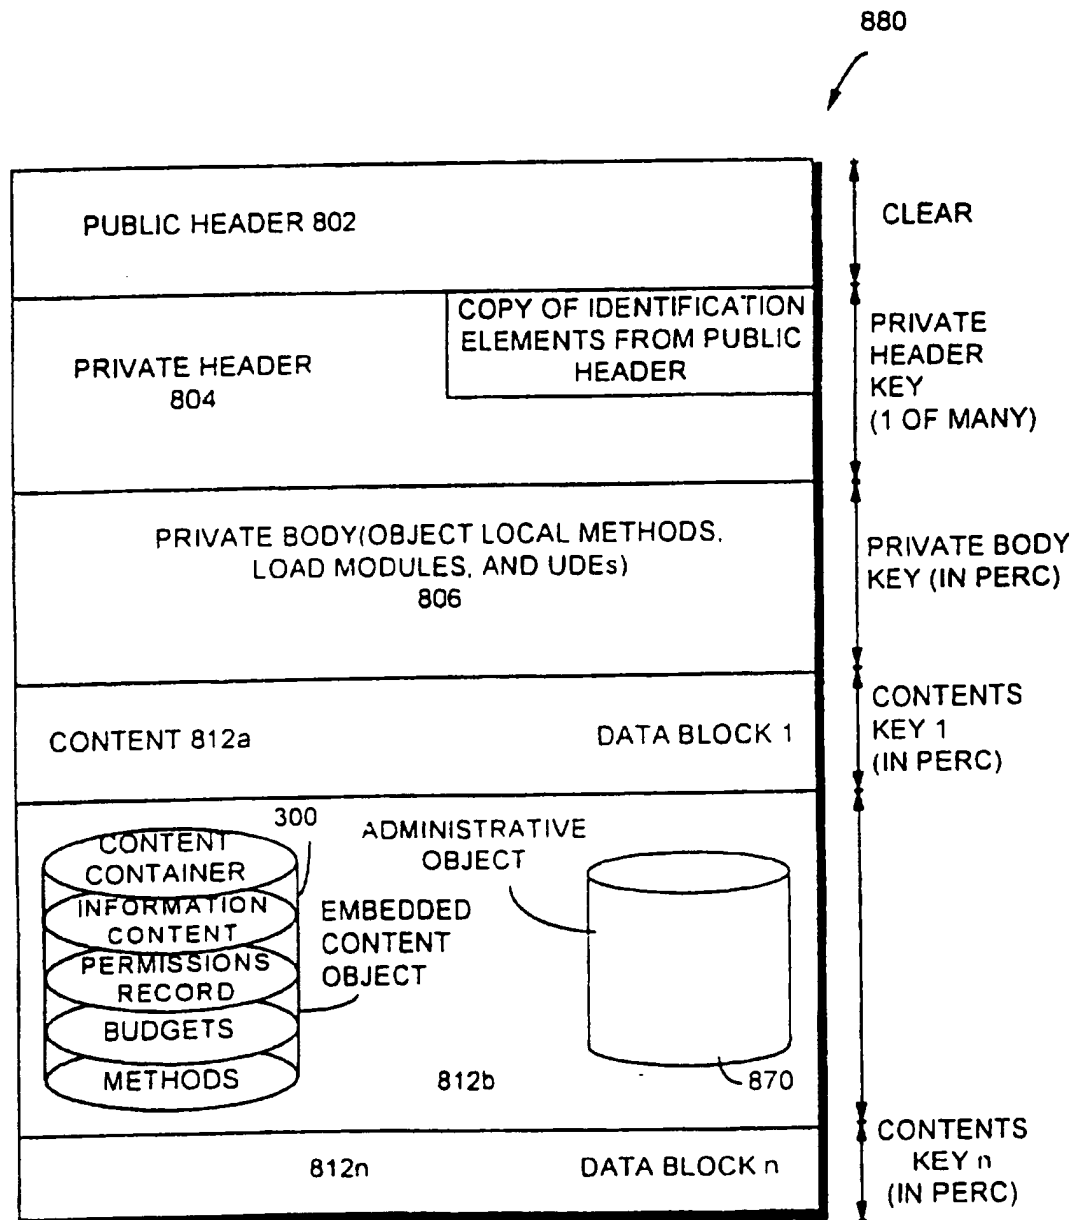 880
PUBLIC HEADER 802
CLEAR
COPY OF IDENTIFICATION
ELEMENTS FROM PUBLIC
HEADER
PRIVATE HEADER
804
PRIVATE
HEADER
KEY
(1 OF MANY)
PRIVATE BODY(OBJECT LOCAL METHODS,
LOAD MODULES, AND UDEs)
806
PRIVATE BODY
KEY (IN PERC)
CONTENT 812a
DATA BLOCK 1
CONTENTS
KEY 1
(IN PERC)
300
CONTENT
CONTAINER
INFORMATION
CONTENT
PERMISSIONS
RECORD
BUDGETS
METHODS
EMBEDDED
CONTENT
OBJECT
ADMINISTRATIVE
OBJECT
812b
870
812n
DATA BLOCK n
CONTENTS
KEY n
(IN PERC)